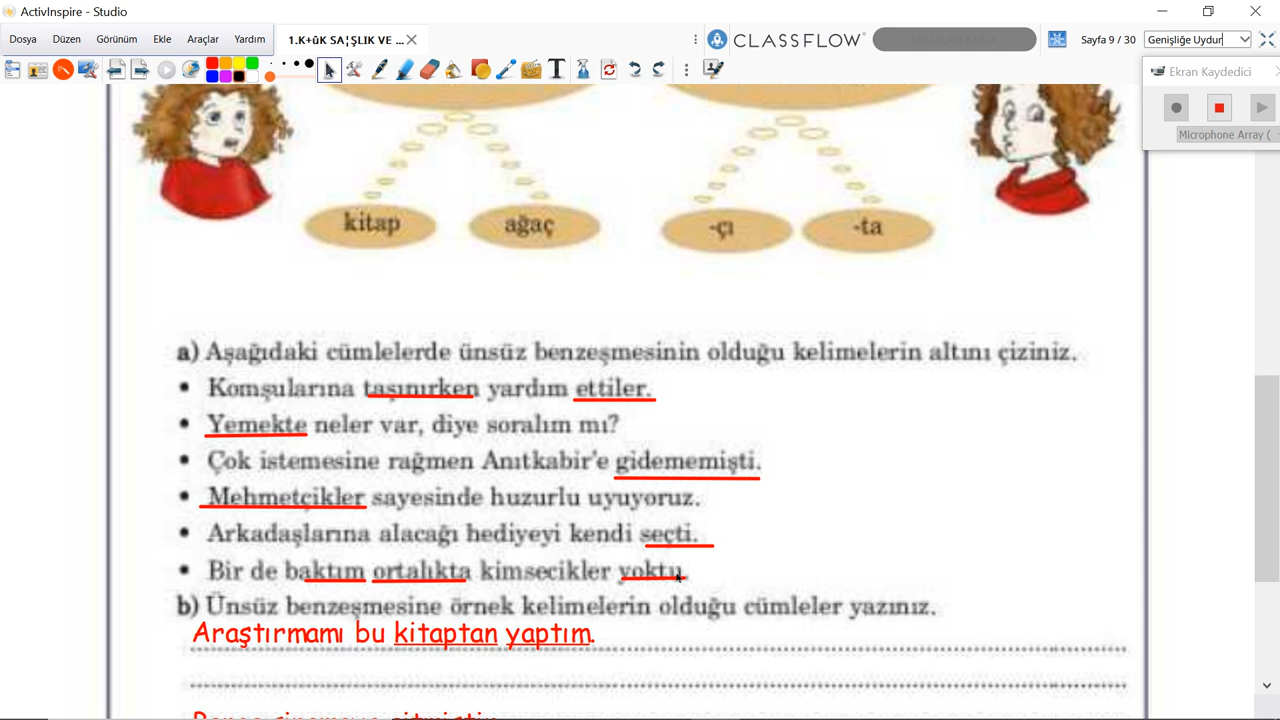 ActivInspire - Studio
Dosya Düzen Görünüm Ekle Araçlar Yardım
1.K+ûK SA¦ŞLIK VE ...
CLASSFLOW
Sayfa 9 / 30
Genişliğe Uydur
Ekran Kaydedici
Microphone Array (
kitap
ağaç
-çı
-ta
a) Aşağıdaki cümlelerde ünsüz benzeşmesinin olduğu kelimelerin altını çiziniz.
• Komşularına taşınırken yardım ettiler.
• Yemekte neler var, diye soralım mı?
• Çok istemesine rağmen Anıtkabir'e gidememişti.
• Mehmetçikler sayesinde huzurlu uyuyoruz.
• Arkadaşlarına alacağı hediyeyi kendi seçti.
• Bir de baktım ortalıkta kimsecikler yoktu.
b) Ünsüz benzeşmesine örnek kelimelerin olduğu cümleler yazınız.
Araştırmamı bu kitaptan yaptım.